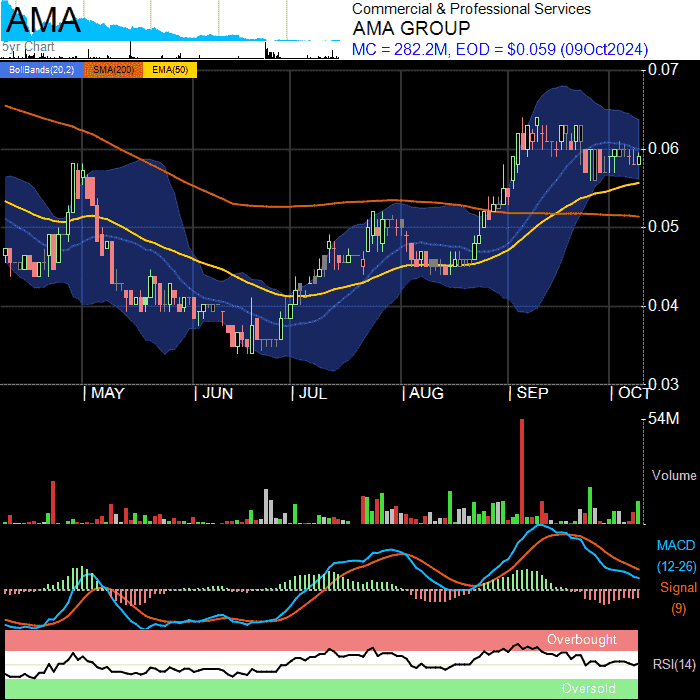 AMA
Commercial & Professional Services
AMA GROUP
5yr Chart
MC = 282.2M, EOD = $0.059 (09Oct2024)
BollBands(20,2) SMA(200) EMA(50)
0.07
0.06
0.05
0.04
0.03
MAY JUN JUL AUG SEP OCT
54M
Volume
MACD
(12-26)
Signal
(9)
Overbought
RSI(14)
Oversold